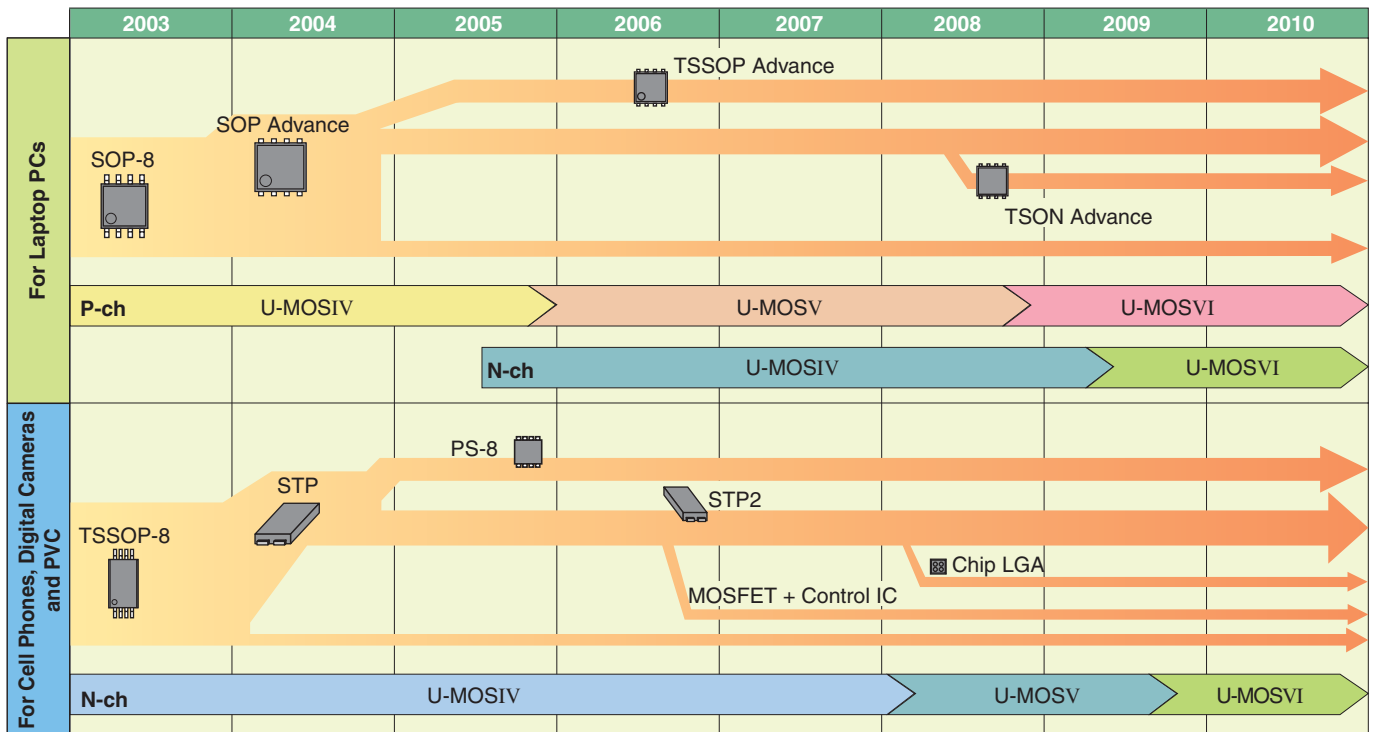 2003 2004 2005 2006 2007 2008 2009 2010
For Laptop PCs
TSSOP Advance
SOP Advance
SOP-8
TSON Advance
P-ch U-MOSIV U-MOSV U-MOSVI
N-ch U-MOSIV U-MOSVI
For Cell Phones, Digital Cameras
and PVC
PS-8
STP
STP2
TSSOP-8
Chip LGA
MOSFET + Control IC
N-ch U-MOSIV U-MOSV U-MOSVI